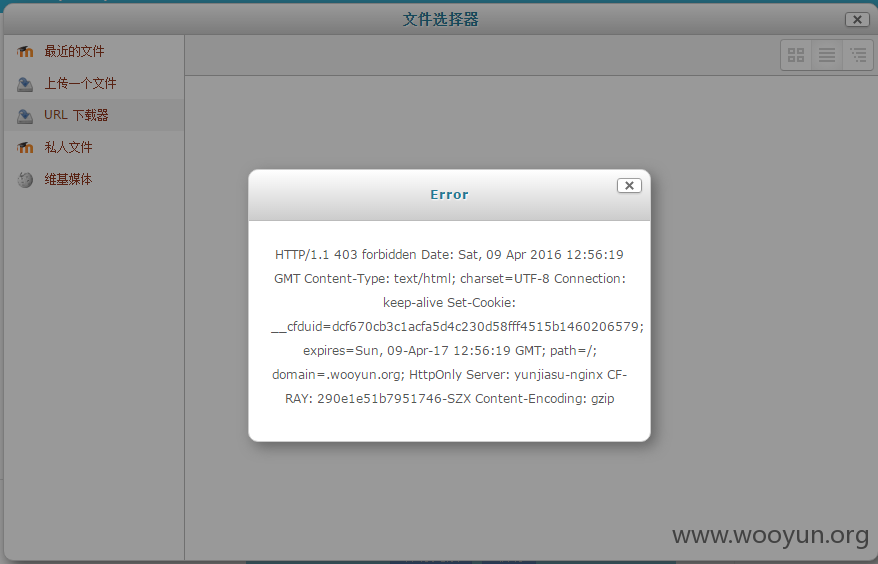 文件选择器
最近的文件
上传一个文件
URL 下载器
私人文件
维基媒体
Error
HTTP/1.1 403 forbidden Date: Sat, 09 Apr 2016 12:56:19
GMT Content-Type: text/html; charset=UTF-8 Connection:
keep-alive Set-Cookie:
__cfduid=dcf670cb3c1acfa5d4c230d58fff4515b1460206579;
expires=Sun, 09-Apr-17 12:56:19 GMT; path=/;
domain=.wooyun.org; HttpOnly Server: yunjiasu-nginx CF-
RAY: 290e1e51b7951746-SZX Content-Encoding: gzip
www.wooyun.org